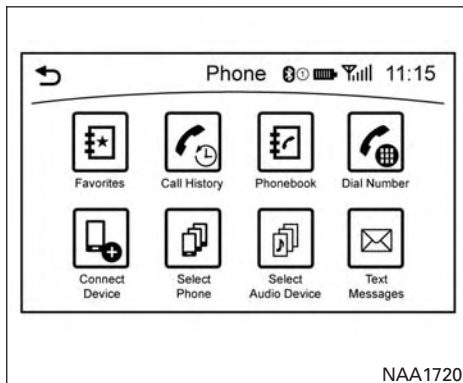 Phone ① 11:15
Favorites Call History Phonebook Dial Number
Connect Select Select Text
Device Phone Audio Device Messages
NAA1720